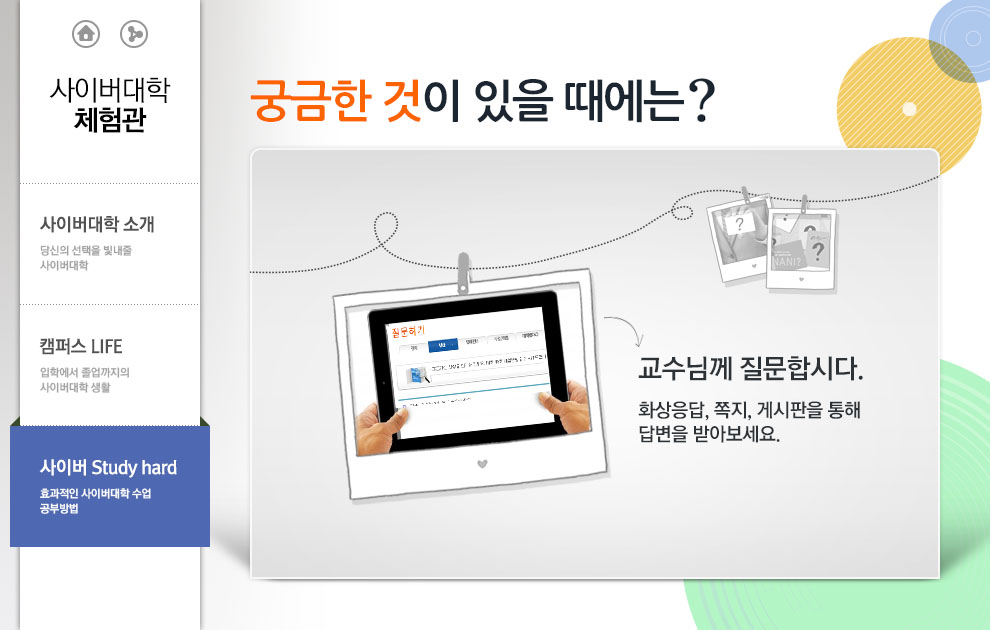 사이버대학
체험관
사이버대학 소개
당신의 선택을 빛내줄
사이버대학
캠퍼스 LIFE
입학에서 졸업까지의
사이버대학 생활
사이버 Study hard
효과적인 사이버대학 수업
공부방법
궁금한 것이 있을 때에는?
?
?
NANI?
질문하기
교수님께 질문합시다.
화상응답, 쪽지, 게시판을 통해
답변을 받아보세요.